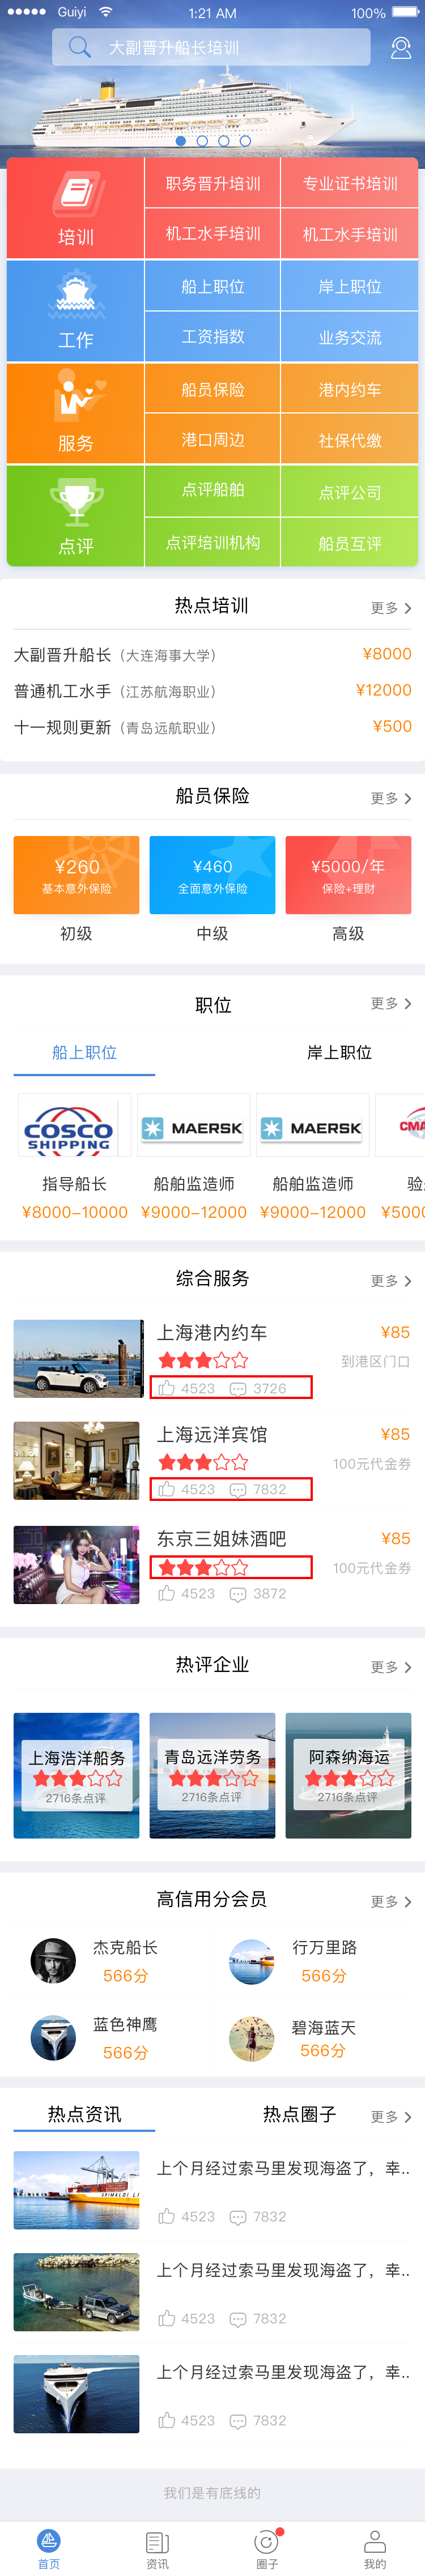 Guiyi 1:21 AM 100%
大副晋升船长培训
培训 职务晋升培训 专业证书培训
机工水手培训 机工水手培训
工作 船上职位 岸上职位
工资指数 业务交流
服务 船员保险 港内约车
港口周边 社保代缴
点评 点评船舶 点评公司
点评培训机构 船员互评
热点培训 更多
大副晋升船长（大连海事大学） ¥8000
普通机工水手（江苏航海职业） ¥12000
十一规则更新（青岛远航职业） ¥500
船员保险 更多
¥260 ¥460 ¥5000/年
基本意外保险 全面意外保险 保险+理财
初级 中级 高级
职位 更多
船上职位 岸上职位
COSCO SHIPPING MAERSK MAERSK CMA
指导船长 船舶监造师 船舶监造师 验
¥8000-10000 ¥9000-12000 ¥9000-12000 ¥5000
综合服务 更多
上海港内约车 ¥85
到港区门口
4523 3726
上海远洋宾馆 ¥85
100元代金券
4523 7832
东京三姐妹酒吧 ¥85
100元代金券
4523 3872
热评企业 更多
上海浩洋船务 青岛远洋劳务 阿森纳海运
2716条点评 2716条点评 2716条点评
高信用分会员 更多
杰克船长 行万里路
566分 566分
蓝色神鹰 碧海蓝天
566分 566分
热点资讯 热点圈子 更多
上个月经过索马里发现海盗了，幸..
4523 7832
上个月经过索马里发现海盗了，幸..
4523 7832
上个月经过索马里发现海盗了，幸..
4523 7832
我们是有底线的
首页 资讯 圈子 我的